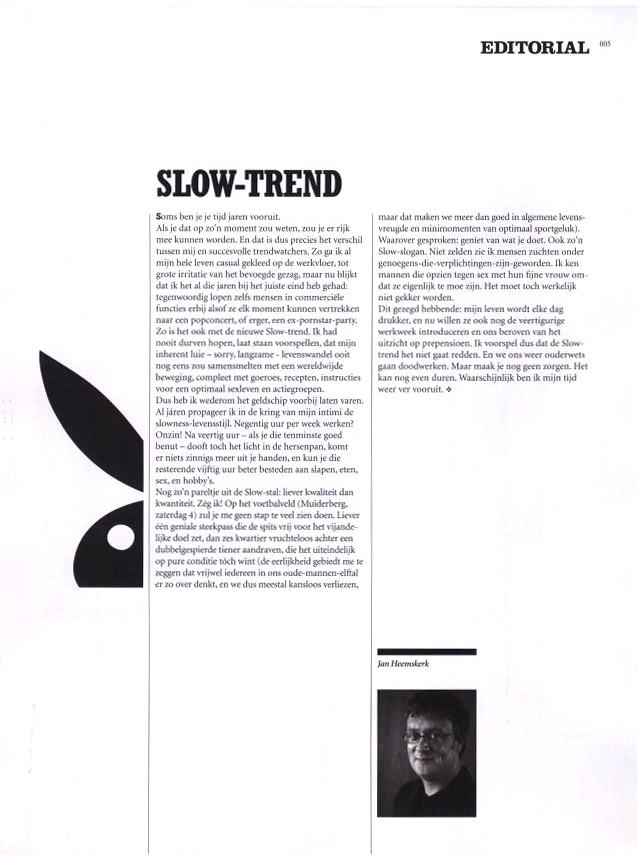 EDITORIAL 005
SLOW-TREND
Soms ben je je tijd jaren vooruit.
Als je dat op zo'n moment zou weten, zou je er rijk
mee kunnen worden. En dat is dus precies het verschil
tussen mij en succesvolle trendwatchers. Zo ga ik al
mijn hele leven casual gekleed op de werkvloer, tot
grote irritatie van het bevoegde gezag, maar nu blijkt
dat ik het al die jaren bij het juiste eind heb gehad:
tegenwoordig lopen zelfs mensen in commerciële
functies erbij alsof ze elk moment kunnen vertrekken
naar een popconcert, of erger, een ex-pornstar-party.
Zo is het ook met de nieuwe Slow-trend. Ik had
nooit durven hopen, laat staan voorspellen, dat mijn
inherent luie – sorry, langzame - levenswandel ooit
nog eens zou samensmelten met een wereldwijde
beweging, compleet met goeroes, recepten, instructies
voor een optimaal sexleven en actiegroepen.
Dus heb ik wederom het geldschip voorbij laten varen.
Al járen propageer ik in de kring van mijn intimi de
slowness-levensstijl. Negentig uur per week werken?
Onzin! Na veertig uur – als je die tenminste goed
benut – dooft toch het licht in de hersenpan, komt
er niets zinnigs meer uit je handen, en kun je die
resterende vijftig uur beter besteden aan slapen, eten,
sex, en hobby's.
Nog zo'n pareltje uit de Slow-stal: liever kwaliteit dan
kwantiteit. Zég ik! Op het voetbalveld (Muiderberg,
zaterdag 4) zul je me geen stap te veel zien doen. Liever
één geniale steekpass die de spits vrij voor het vijande-
lijke doel zet, dan zes kwartier vruchteloos achter een
dubbelgespierde tiener aandraven, die het uiteindelijk
op pure conditie tóch wint (de eerlijkheid gebiedt me te
zeggen dat vrijwel iedereen in ons oude-mannen-elftal
er zo over denkt, en we dus meestal kansloos verliezen,
maar dat maken we meer dan goed in algemene levens-
vreugde en minimomenten van optimaal sportgeluk).
Waarover gesproken: geniet van wat je doet. Ook zo'n
Slow-slogan. Niet zelden zie ik mensen zuchten onder
genoegens-die-verplichtingen-zijn-geworden. Ik ken
mannen die opzien tegen sex met hun fijne vrouw om-
dat ze eigenlijk te moe zijn. Het moet toch werkelijk
niet gekker worden.
Dit gezegd hebbende: mijn leven wordt elke dag
drukker, en nu willen ze ook nog de veertigurige
werkweek introduceren en ons beroven van het
uitzicht op prepensioen. Ik voorspel dus dat de Slow-
trend het niet gaat redden. En we ons weer ouderwets
gaan doodwerken. Maar maak je nog geen zorgen. Het
kan nog even duren. Waarschijnlijk ben ik mijn tijd
weer ver vooruit. ❖
Jan Heemskerk